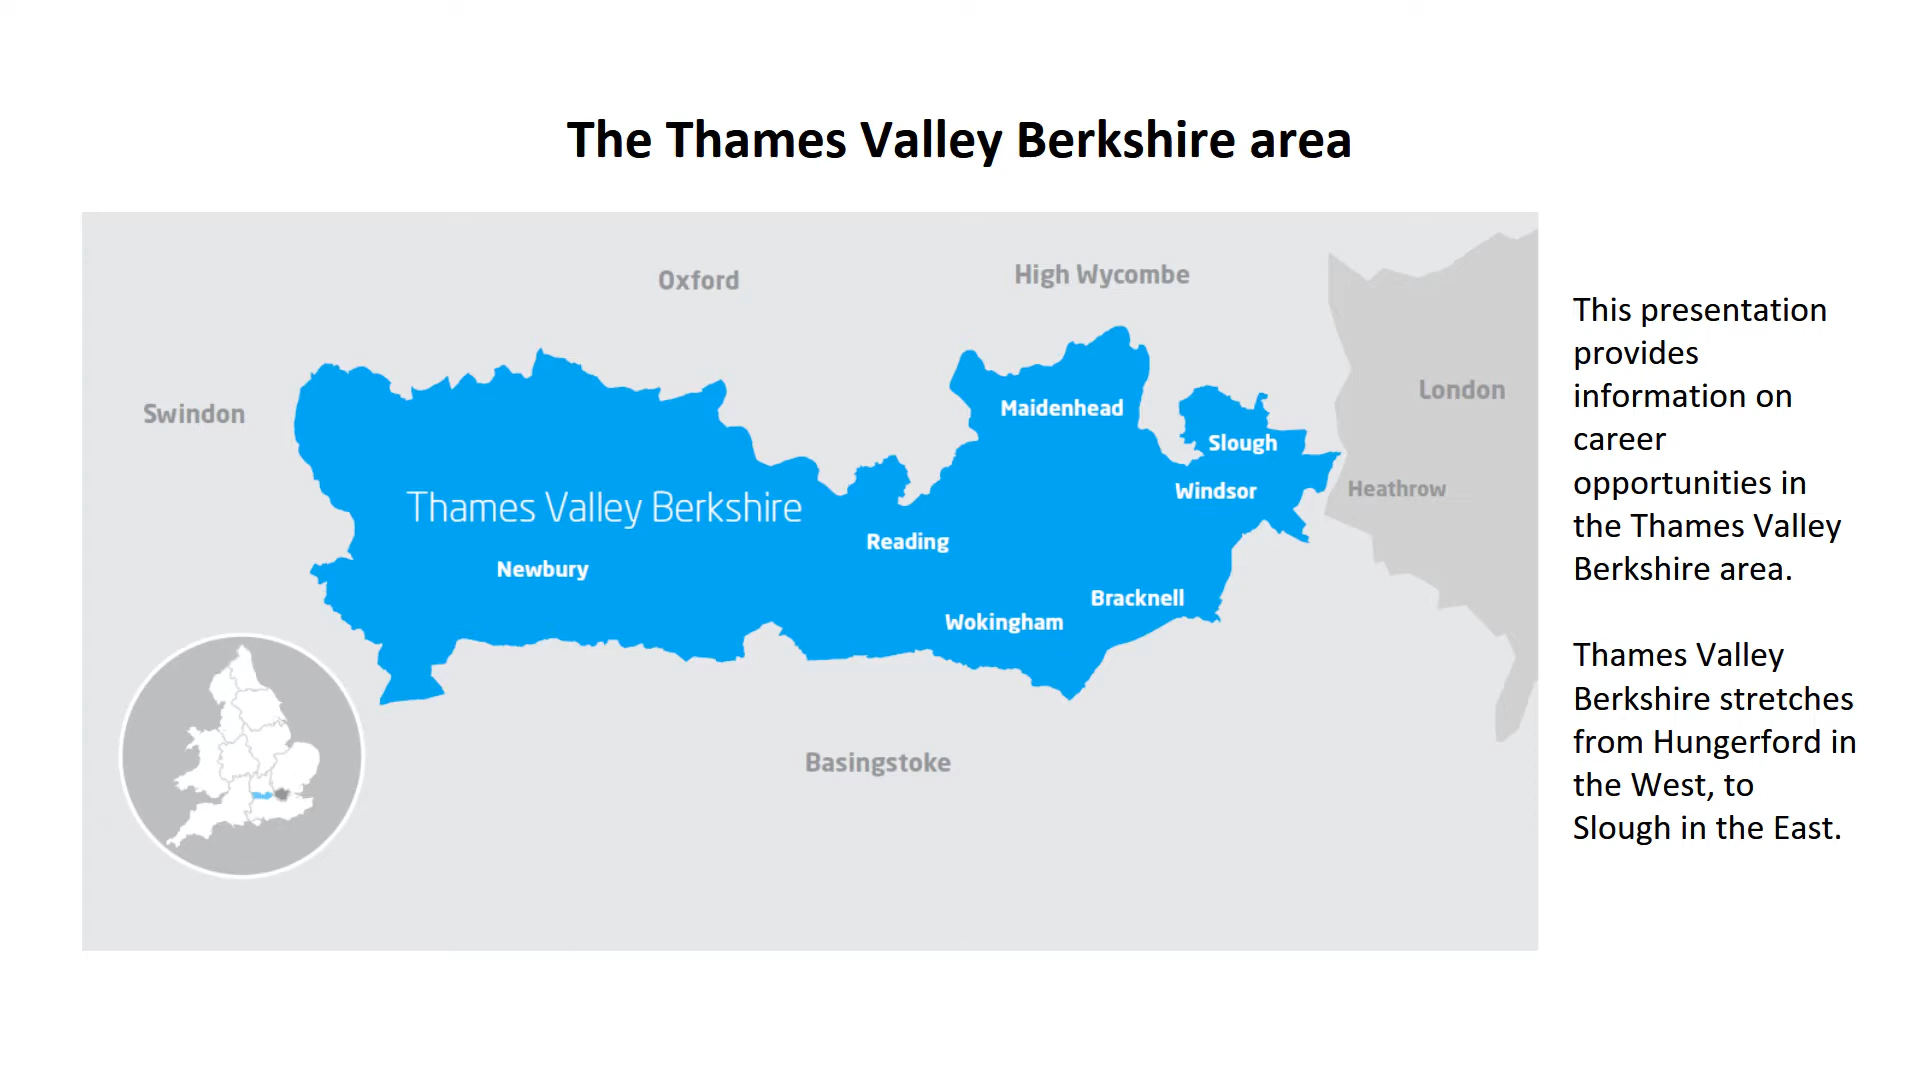 The Thames Valley Berkshire area
Oxford
High Wycombe
Swindon
London
Maidenhead
Slough
Windsor
Heathrow
Thames Valley Berkshire
Reading
Newbury
Bracknell
Wokingham
Basingstoke
This presentation
provides
information on
career
opportunities in
the Thames Valley
Berkshire area.
Thames Valley
Berkshire stretches
from Hungerford in
the West, to
Slough in the East.